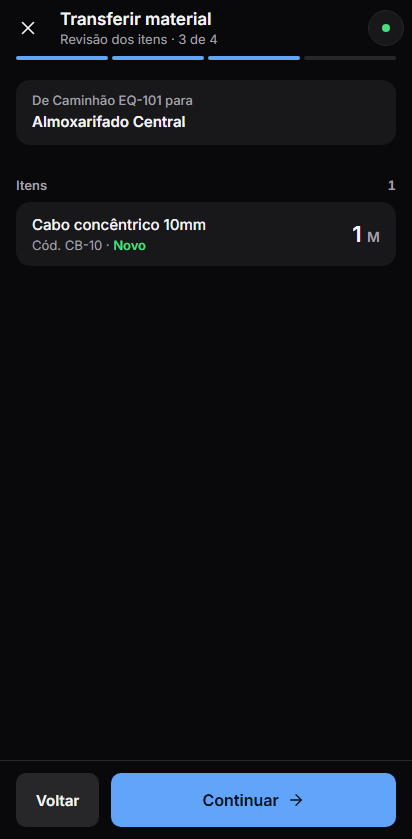 Transferir material
Revisão dos itens · 3 de 4
De Caminhão EQ-101 para
Almoxarifado Central
Itens 1
Cabo concêntrico 10mm
Cód. CB-10 · Novo
1 M
Voltar
Continuar →